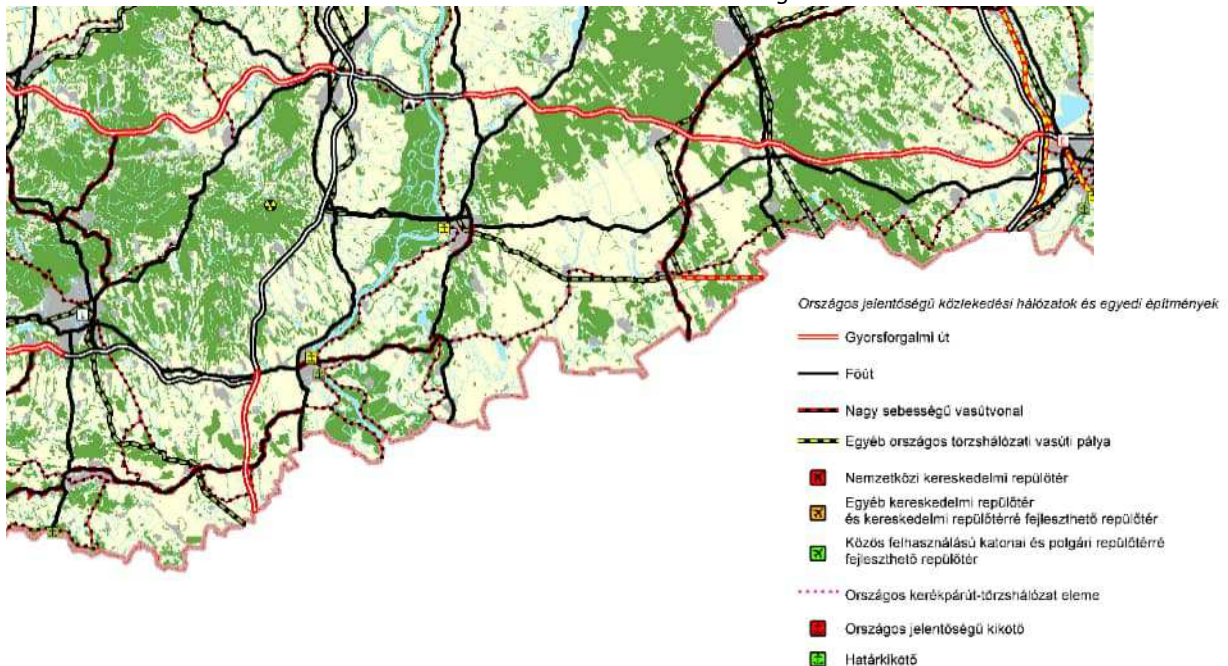 Országos jelentőségű közlekedési hálózatok és egyedi építmények
Gyorsforgalmi út
Főút
Nagy sebességű vasútvonal
Egyéb országos törzshálózati vasúti pálya
Nemzetközi kereskedelmi repülőtér
Egyéb kereskedelmi repülőtér
és kereskedelmi repülőtérré fejleszthető repülőtér
Közös felhasználású katonai és polgári repülőtérré
fejleszthető repülőtér
Országos kerékpárút-törzshálózat eleme
Országos jelentőségű kikötő
Határkikötő